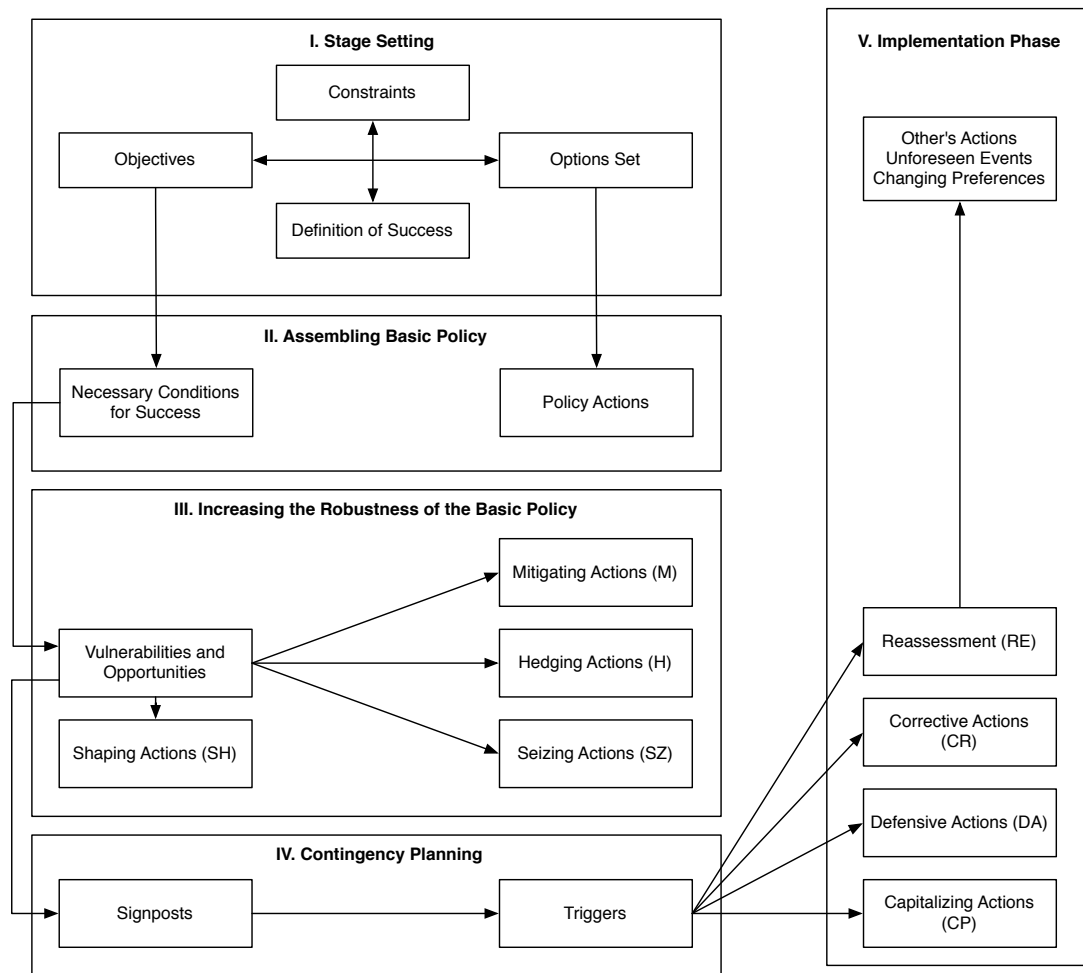 I. Stage Setting
Constraints
Objectives
Options Set
Definition of Success
II. Assembling Basic Policy
Necessary Conditions
for Success
Policy Actions
III. Increasing the Robustness of the Basic Policy
Mitigating Actions (M)
Vulnerabilities and
Opportunities
Hedging Actions (H)
Shaping Actions (SH)
Seizing Actions (SZ)
IV. Contingency Planning
Signposts
Triggers
V. Implementation Phase
Other's Actions
Unforeseen Events
Changing Preferences
Reassessment (RE)
Corrective Actions
(CR)
Defensive Actions (DA)
Capitalizing Actions
(CP)